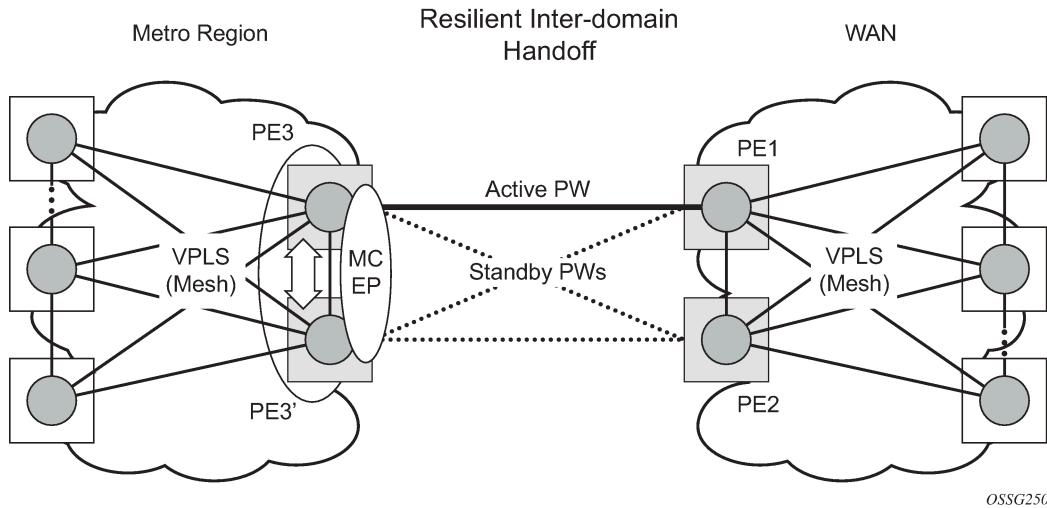 Resilient Inter-domain
Handoff
Metro Region
WAN
PE3
PE1
Active PW
VPLS
(Mesh)
MC
EP
Standby PWs
VPLS
(Mesh)
PE3’
PE2
OSSG250